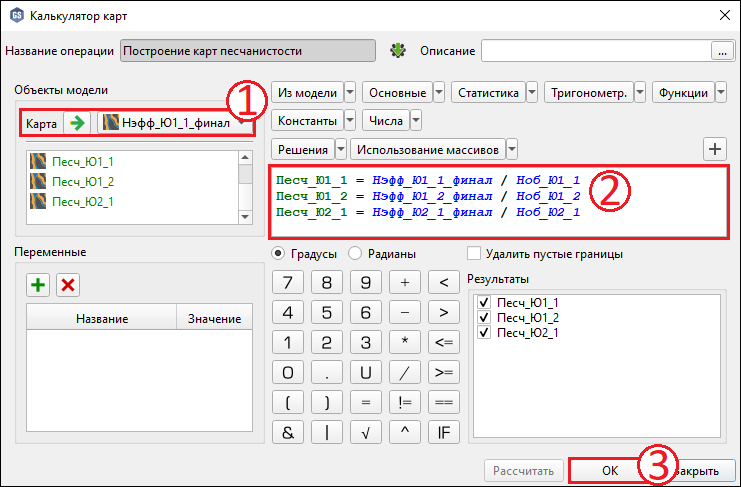 GS Калькулятор карт
Название операции Построение карт песчанистости Описание ...
Объекты модели
1
Карта Нэфф_Ю1_1_финал
Песч_Ю1_1
Песч_Ю1_2
Песч_Ю2_1
Из модели Основные Статистика Тригонометр. Функции
Константы Числа
Решения Использование массивов
Песч_Ю1_1 = Нэфф_Ю1_1_финал / Ноб_Ю1_1
Песч_Ю1_2 = Нэфф_Ю1_2_финал / Ноб_Ю1_2
Песч_Ю2_1 = Нэфф_Ю2_1_финал / Ноб_Ю2_1
2
Переменные
Название Значение
Градусы Радианы Удалить пустые границы
7 8 9 + <
4 5 6 - >
1 2 3 * <=
0 . U / >=
( ) = != ==
& | √ ^ IF
Результаты
Песч_Ю1_1
Песч_Ю1_2
Песч_Ю2_1
Рассчитать OK 3 Закрыть